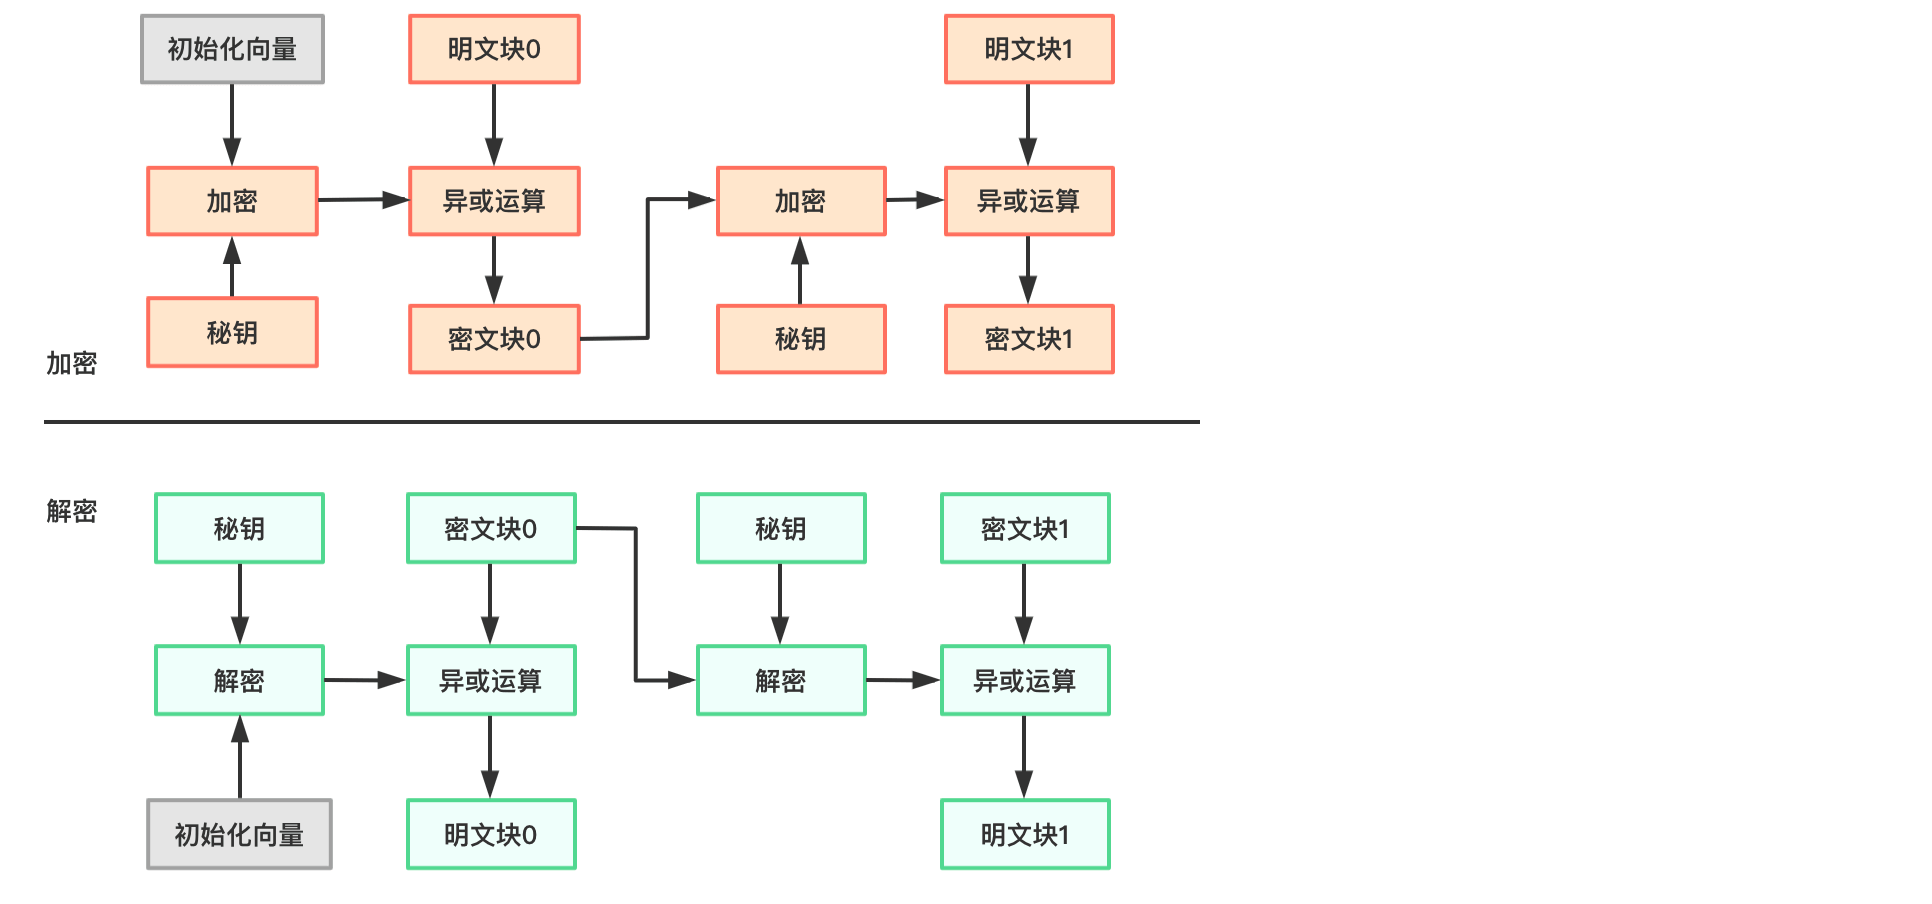 初始化向量
明文块0
明文块1
加密
异或运算
加密
异或运算
秘钥
密文块0
秘钥
密文块1
加密
解密
秘钥
密文块0
秘钥
密文块1
解密
异或运算
解密
异或运算
初始化向量
明文块0
明文块1